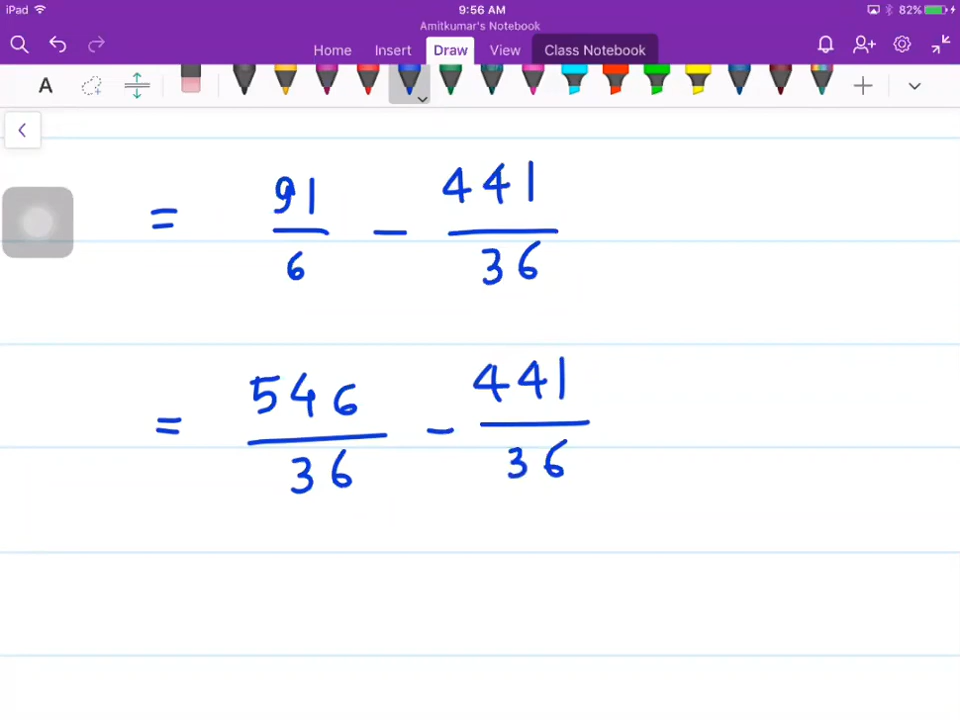 iPad 9:56 AM 82%
Amitkumar's Notebook
Home Insert Draw View Class Notebook
A
= 91/6 - 441/36
= 546/36 - 441/36